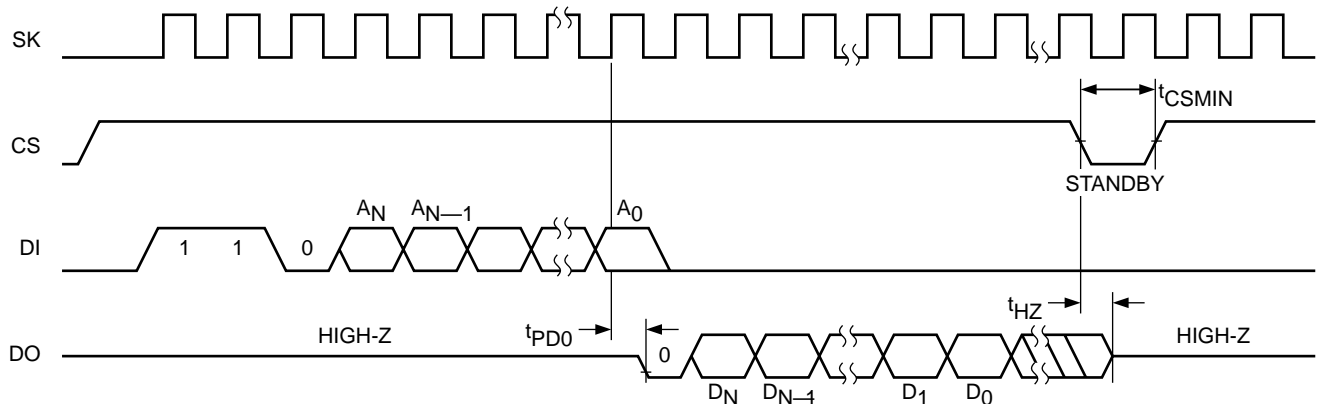 SK
tCSMIN
CS
STANDBY
AN AN—1 A0
DI 1 1 0
tHZ
tPD0
HIGH-Z 0 HIGH-Z
DO
DN DN—1 D1 D0